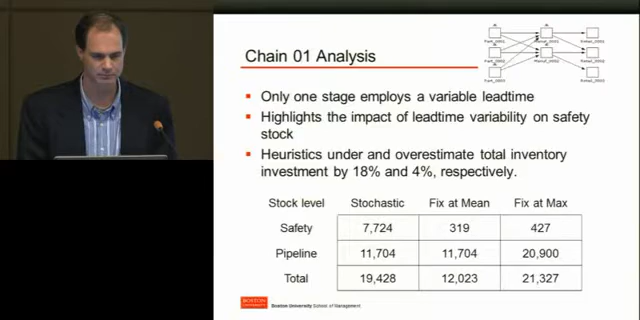 Chain 01 Analysis
Only one stage employs a variable leadtime
Highlights the impact of leadtime variability on safety
stock
Heuristics under and overestimate total inventory
investment by 18% and 4%, respectively.
Stock level Stochastic Fix at Mean Fix at Max
Safety 7,724 319 427
Pipeline 11,704 11,704 20,900
Total 19,428 12,023 21,327
BOSTON
Boston University School of Management